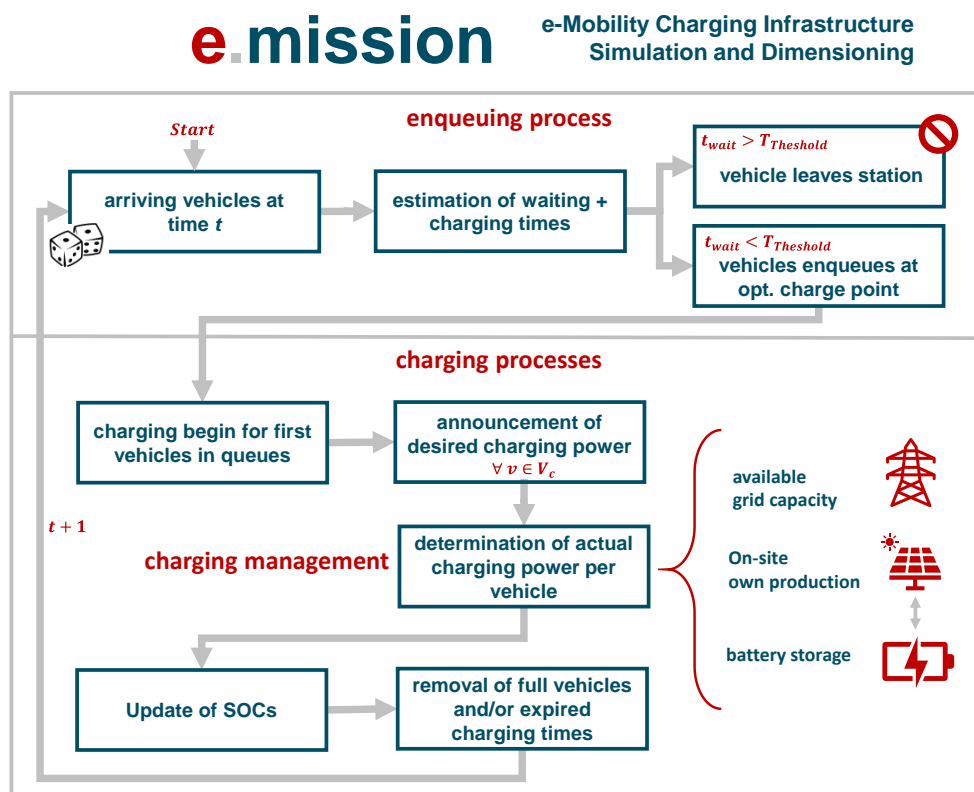 e.mission
e-Mobility Charging Infrastructure
Simulation and Dimensioning
enqueuing process
Start
arriving vehicles at
time t
estimation of waiting +
charging times
t_wait > T_Theshold
vehicle leaves station
t_wait < T_Theshold
vehicles enqueues at
opt. charge point
charging processes
charging begin for first
vehicles in queues
announcement of
desired charging power
∀ v ∈ V_c
available
grid capacity
t + 1
charging management
determination of actual
charging power per
vehicle
On-site
own production
battery storage
Update of SOCs
removal of full vehicles
and/or expired
charging times